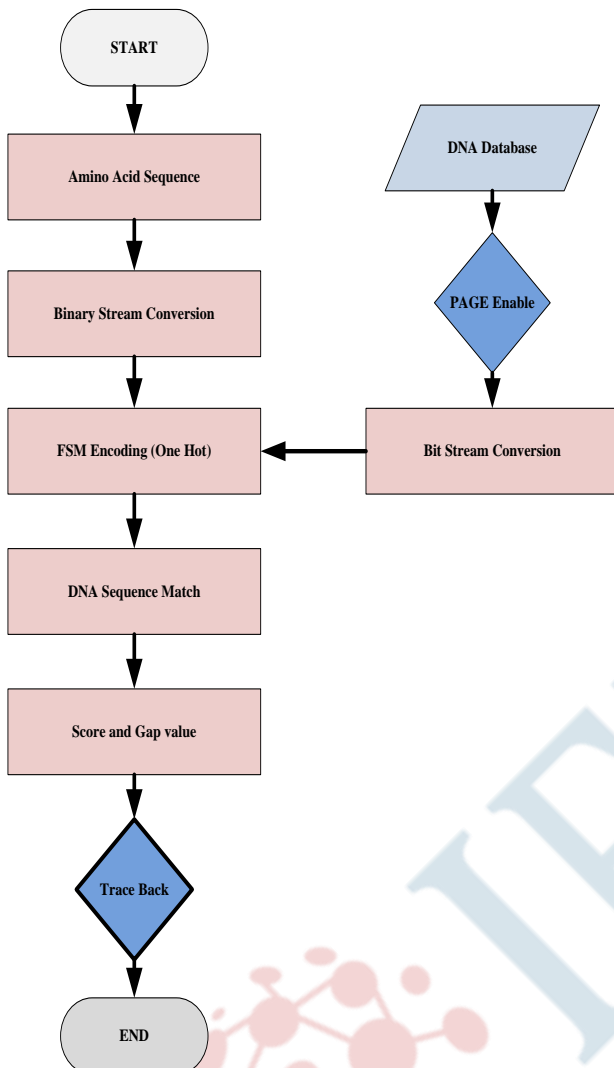 START
Amino Acid Sequence
DNA Database
Binary Stream Conversion
PAGE Enable
FSM Encoding (One Hot)
Bit Stream Conversion
DNA Sequence Match
Score and Gap value
Trace Back
END